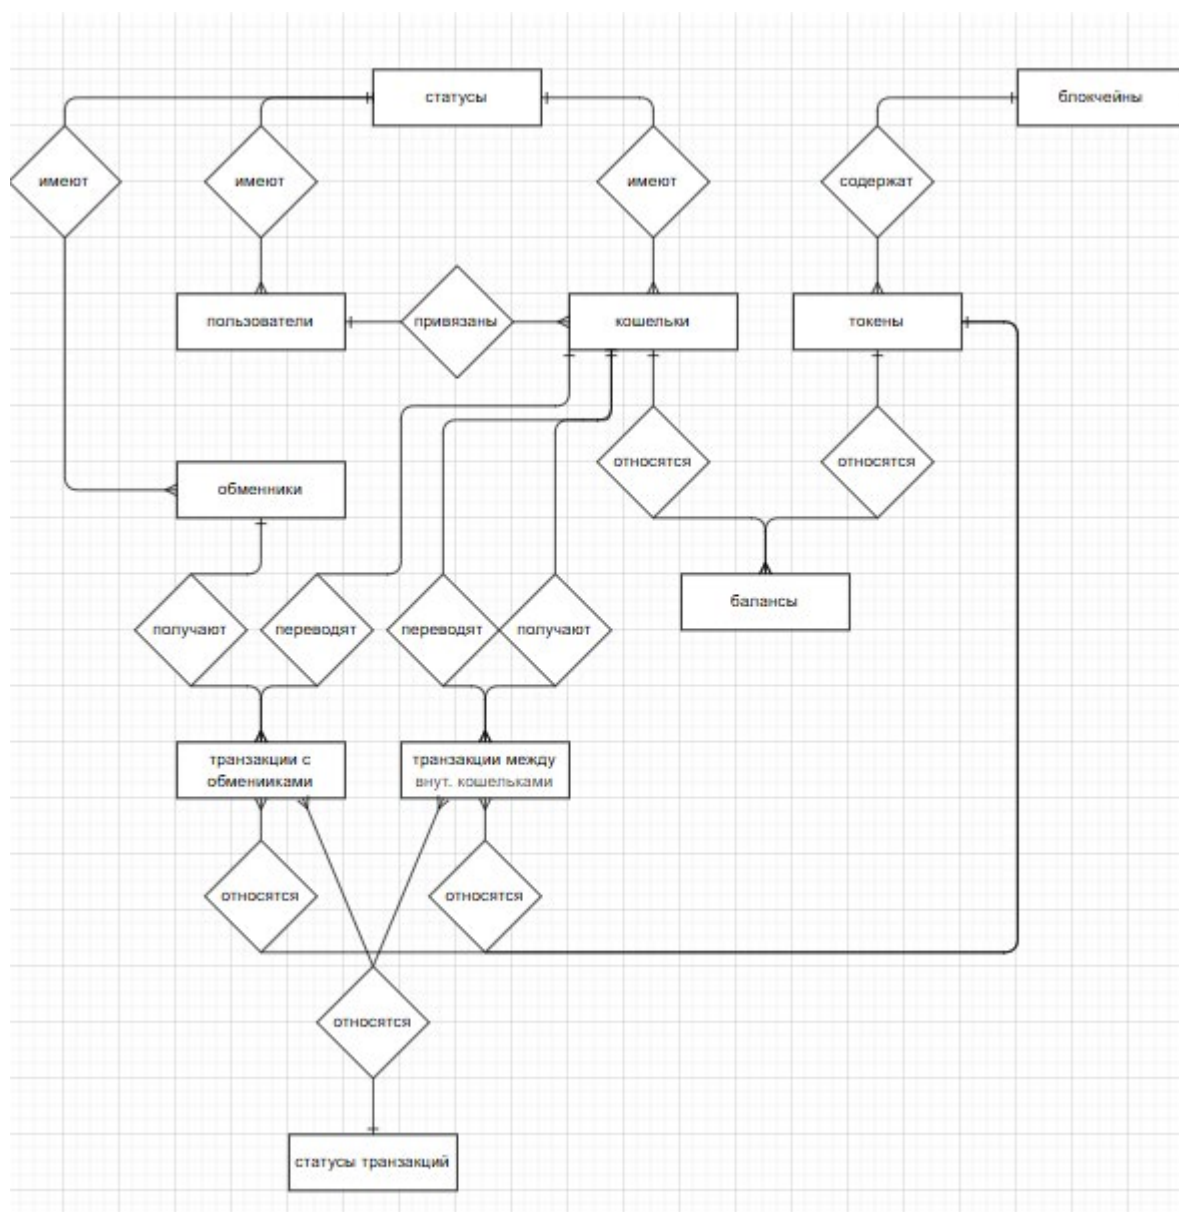 статусы
блокчейны
имеют
имеют
имеют
содержат
пользователи
привязаны
кошельки
токены
относятся
относятся
обменники
балансы
получают
переводят
переводят
получают
транзакции с
обменииками
транзакции между
внут. кошельками
относятся
относятся
относятся
статусы транзакций